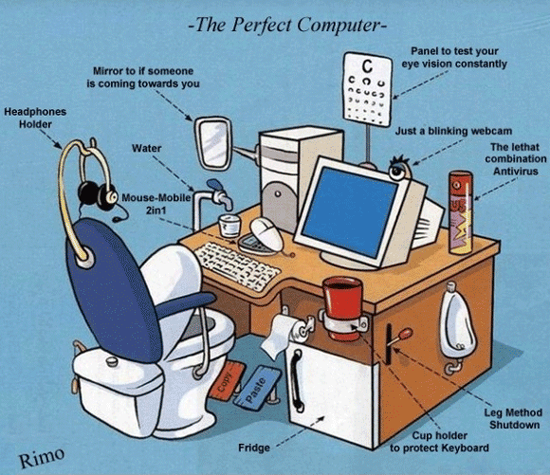 -The Perfect Computer-
Panel to test your
eye vision constantly
Mirror to if someone
is coming towards you
Headphones
Holder
Water
Just a blinking webcam
The lethat
combination
Antivirus
Mouse-Mobile
2in1
Copy
Paste
Leg Method
Shutdown
Cup holder
to protect Keyboard
Fridge
Rimo